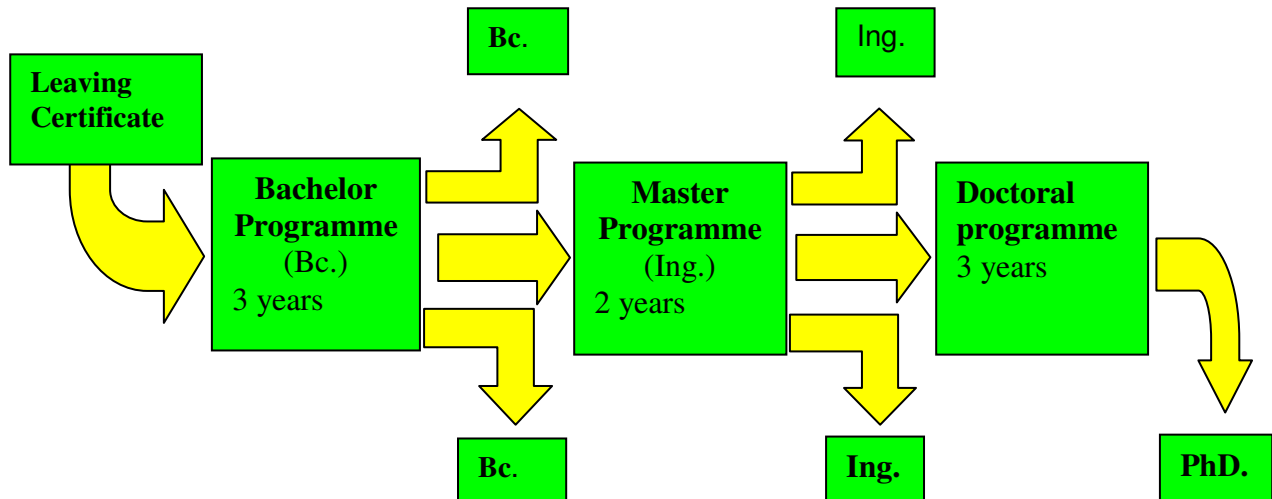 Bc.
Ing.
Leaving
Certificate
Bachelor
Programme
(Bc.)
3 years
Master
Programme
(Ing.)
2 years
Doctoral
programme
3 years
Bc.
Ing.
PhD.